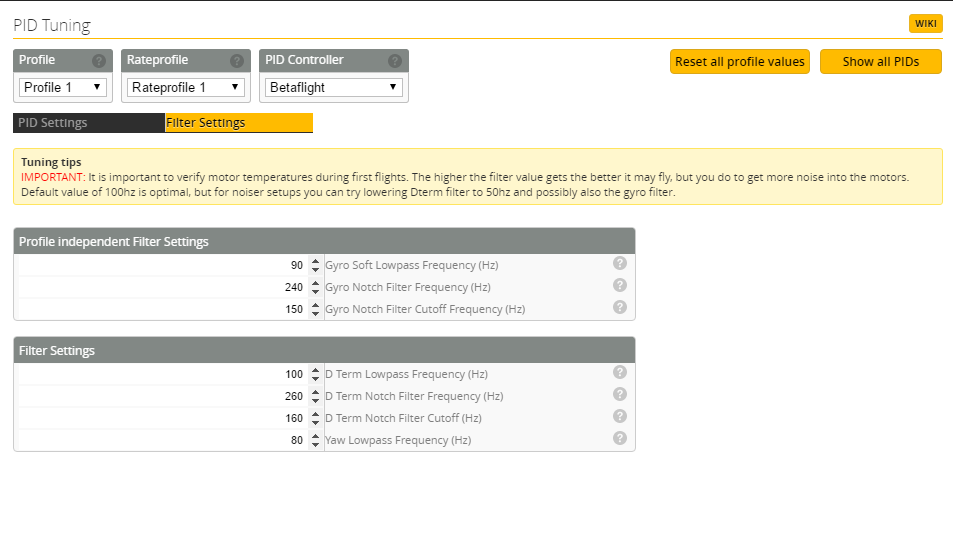 PID Tuning
WIKI
Profile ?
Rateprofile ?
PID Controller ?
Reset all profile values
Show all PIDs
Profile 1
Rateprofile 1
Betaflight
PID Settings
Filter Settings
Tuning tips
IMPORTANT: It is important to verify motor temperatures during first flights. The higher the filter value gets the better it may fly, but you do to get more noise into the motors.
Default value of 100hz is optimal, but for noiser setups you can try lowering Dterm filter to 50hz and possibly also the gyro filter.
Profile independent Filter Settings
90 Gyro Soft Lowpass Frequency (Hz) ?
240 Gyro Notch Filter Frequency (Hz) ?
150 Gyro Notch Filter Cutoff Frequency (Hz) ?
Filter Settings
100 D Term Lowpass Frequency (Hz) ?
260 D Term Notch Filter Frequency (Hz) ?
160 D Term Notch Filter Cutoff (Hz) ?
80 Yaw Lowpass Frequency (Hz) ?